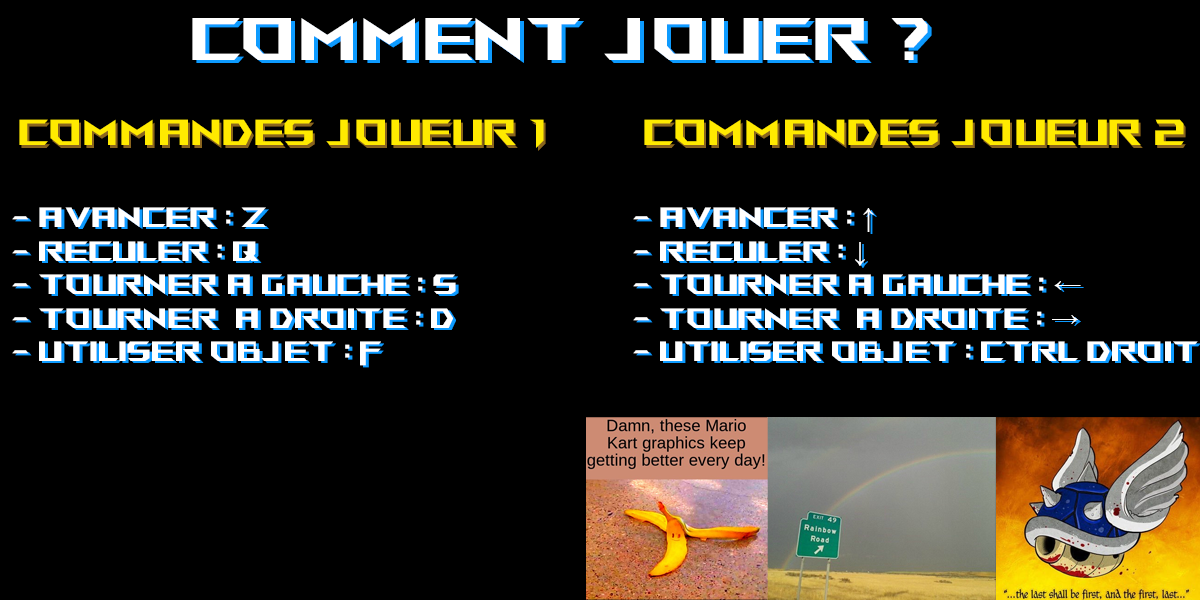 COMMENT JOUER ?
COMMANDES JOUEUR 1
- AVANCER : Z
- RECULER : Q
- TOURNER A GAUCHE : S
- TOURNER  A DROITE : D
- UTILISER OBJET : F
COMMANDES JOUEUR 2
- AVANCER : ↑
- RECULER : ↓
- TOURNER A GAUCHE : ←
- TOURNER  A DROITE : →
- UTILISER OBJET : CTRL DROIT
Damn, these Mario
Kart graphics keep
getting better every day!
EXIT 49
Rainbow
Road
"...the last shall be first, and the first, last..."